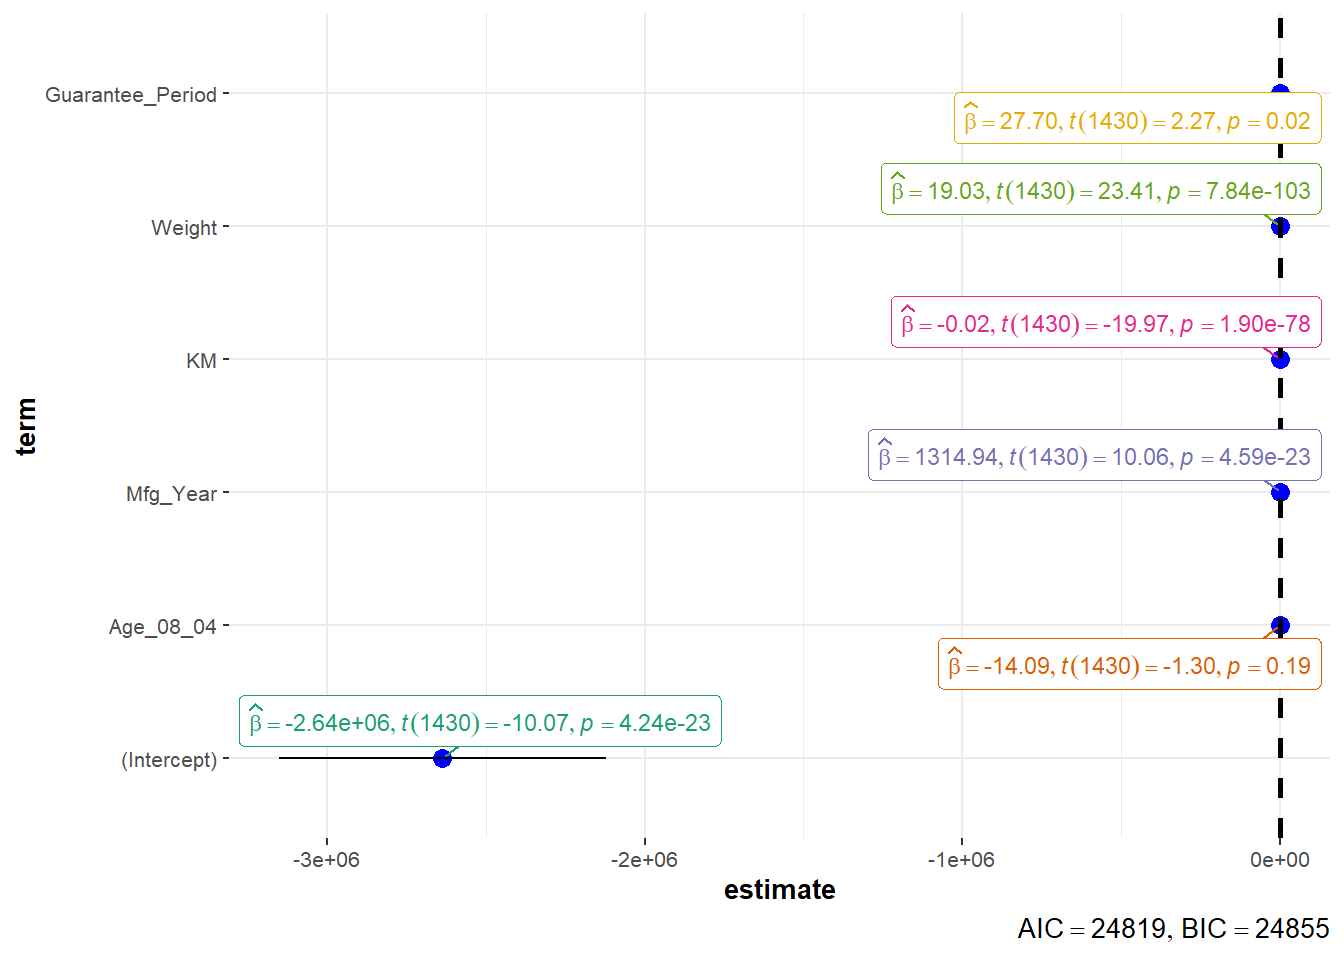 Guarantee_Period
β̂ = 27.70, t(1430) = 2.27, p = 0.02
β̂ = 19.03, t(1430) = 23.41, p = 7.84e-103
Weight
β̂ = -0.02, t(1430) = -19.97, p = 1.90e-78
KM
term
β̂ = 1314.94, t(1430) = 10.06, p = 4.59e-23
Mfg_Year
Age_08_04
β̂ = -14.09, t(1430) = -1.30, p = 0.19
β̂ = -2.64e+06, t(1430) = -10.07, p = 4.24e-23
(Intercept)
-3e+06 -2e+06 -1e+06 0e+00
estimate
AIC = 24819, BIC = 24855